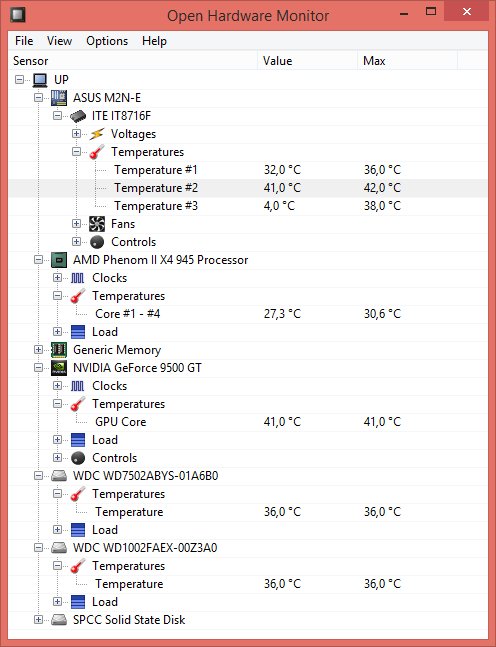 Open Hardware Monitor
File View Options Help
Sensor Value Max
UP
ASUS M2N-E
ITE IT8716F
Voltages
Temperatures
Temperature #1 32,0 °C 36,0 °C
Temperature #2 41,0 °C 42,0 °C
Temperature #3 4,0 °C 38,0 °C
Fans
Controls
AMD Phenom II X4 945 Processor
Clocks
Temperatures
Core #1 - #4 27,3 °C 30,6 °C
Load
Generic Memory
NVIDIA GeForce 9500 GT
Clocks
Temperatures
GPU Core 41,0 °C 41,0 °C
Load
Controls
WDC WD7502ABYS-01A6B0
Temperatures
Temperature 36,0 °C 36,0 °C
Load
WDC WD1002FAEX-00Z3A0
Temperatures
Temperature 36,0 °C 36,0 °C
Load
SPCC Solid State Disk